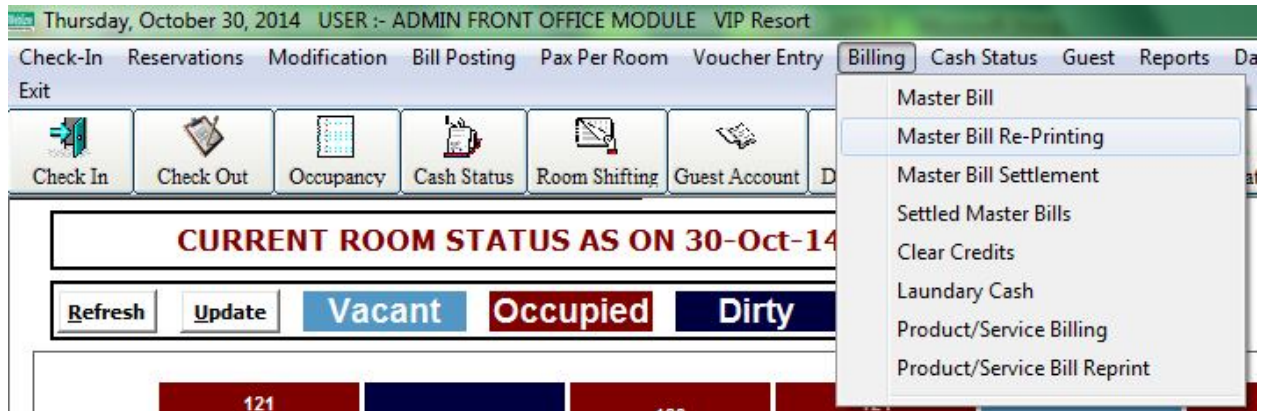 Thursday, October 30, 2014 USER :- ADMIN FRONT OFFICE MODULE VIP Resort
Check-In Reservations Modification Bill Posting Pax Per Room Voucher Entry Billing Cash Status Guest Reports
Exit
Master Bill
Master Bill Re-Printing
Master Bill Settlement
Settled Master Bills
Clear Credits
Laundary Cash
Product/Service Billing
Product/Service Bill Reprint
Check In Check Out Occupancy Cash Status Room Shifting Guest Account
CURRENT ROOM STATUS AS ON 30-Oct-14
Refresh Update Vacant Occupied Dirty
121